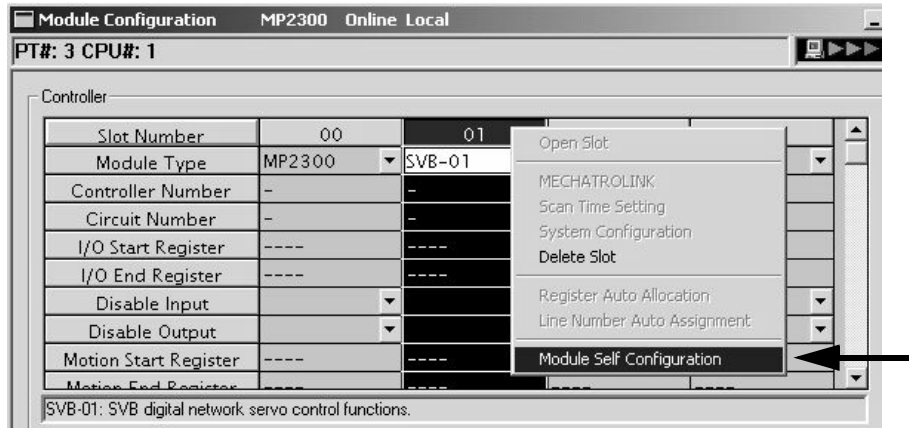 Module Configuration MP2300 Online Local
PT#: 3 CPU#: 1
Controller
Slot Number 00 01
Module Type MP2300 SVB-01
Controller Number - -
Circuit Number - -
I/O Start Register ---- ----
I/O End Register ---- ----
Disable Input
Disable Output
Motion Start Register ---- ----
Motion End Register ---- ---- ---- ----
Open Slot
MECHATROLINK
Scan Time Setting
System Configuration
Delete Slot
Register Auto Allocation
Line Number Auto Assignment
Module Self Configuration
SVB-01: SVB digital network servo control functions.